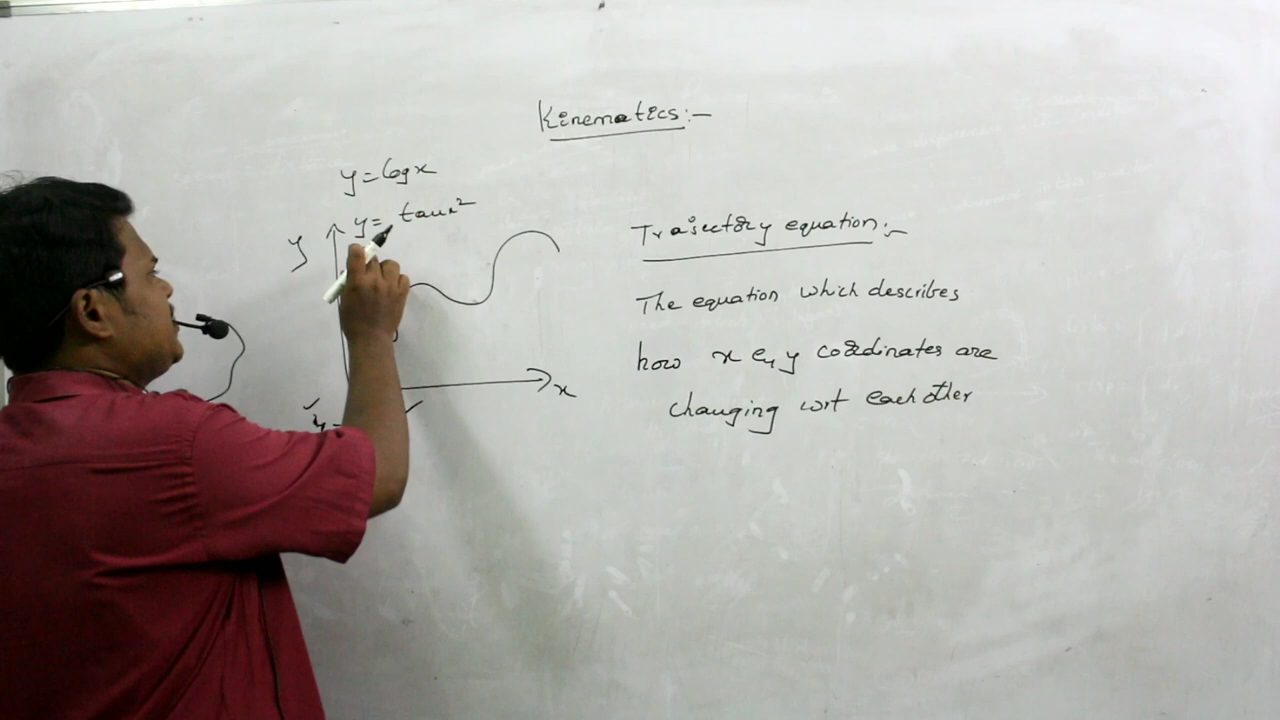 Kinematics:-
y = log x
y = tan x²
y
x
y =
Trajectory equation:-
The equation which describes
how x & y coordinates are
changing wrt each other